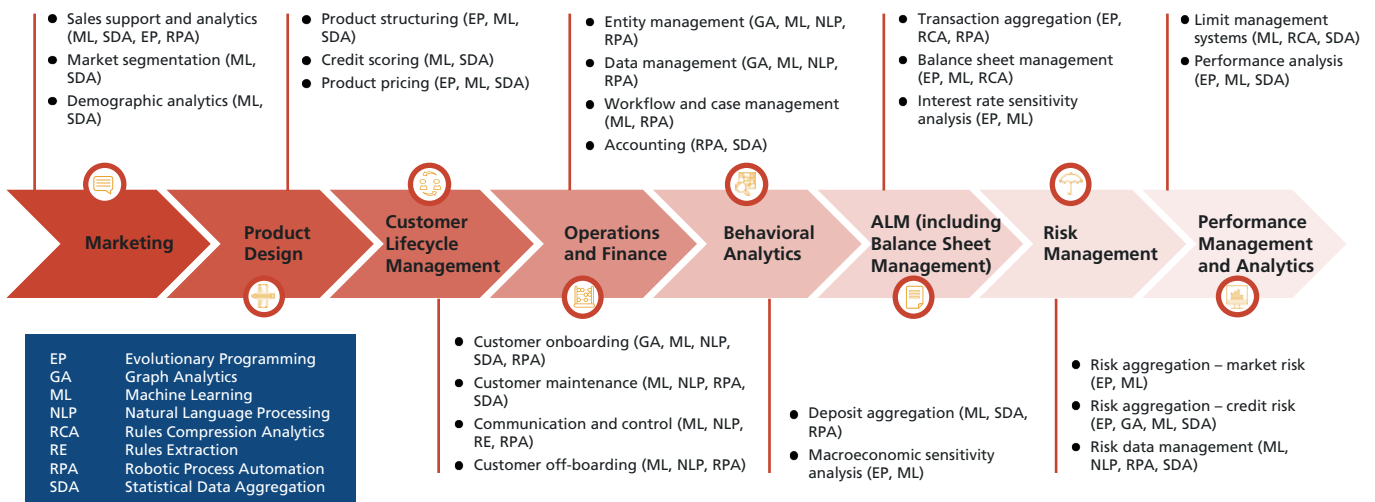 ● Sales support and analytics
(ML, SDA, EP, RPA)
● Market segmentation (ML,
SDA)
● Demographic analytics (ML,
SDA)
● Product structuring (EP, ML,
SDA)
● Credit scoring (ML, SDA)
● Product pricing (EP, ML, SDA)
● Entity management (GA, ML, NLP,
RPA)
● Data management (GA, ML, NLP,
RPA)
● Workflow and case management
(ML, RPA)
● Accounting (RPA, SDA)
● Transaction aggregation (EP,
RCA, RPA)
● Balance sheet management
(EP, ML, RCA)
● Interest rate sensitivity
analysis (EP, ML)
● Limit management
systems (ML, RCA, SDA)
● Performance analysis
(EP, ML, SDA)
Marketing
Product
Design
Customer
Lifecycle
Management
Operations
and Finance
Behavioral
Analytics
ALM (including
Balance Sheet
Management)
Risk
Management
Performance
Management
and Analytics
EP Evolutionary Programming
GA Graph Analytics
ML Machine Learning
NLP Natural Language Processing
RCA Rules Compression Analytics
RE Rules Extraction
RPA Robotic Process Automation
SDA Statistical Data Aggregation
● Customer onboarding (GA, ML, NLP,
SDA, RPA)
● Customer maintenance (ML, NLP, RPA,
SDA)
● Communication and control (ML, NLP,
RE, RPA)
● Customer off-boarding (ML, NLP, RPA)
● Deposit aggregation (ML, SDA,
RPA)
● Macroeconomic sensitivity
analysis (EP, ML)
● Risk aggregation – market risk
(EP, ML)
● Risk aggregation – credit risk
(EP, GA, ML, SDA)
● Risk data management (ML,
NLP, RPA, SDA)